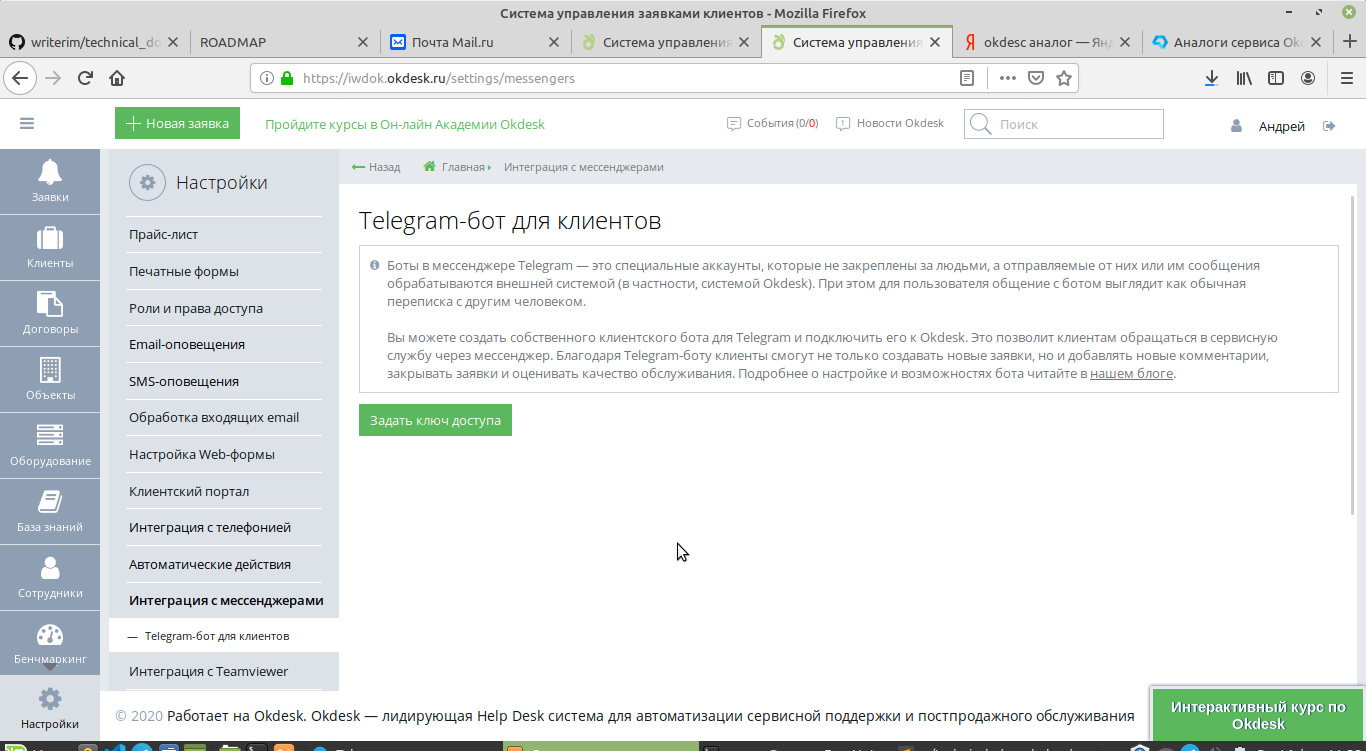 Система управления заявками клиентов - Mozilla Firefox
writerim/technical_do
ROADMAP
Почта Mail.ru
Система управления
Система управления
okdesc аналог — Янд
Аналоги сервиса Okd
https://iwdok.okdesk.ru/settings/messengers
Новая заявка
Пройдите курсы в Он-лайн Академии Okdesk
События (0/0)
Новости Okdesk
Поиск
Андрей
Заявки
Клиенты
Договоры
Объекты
Оборудование
База знаний
Сотрудники
Бенчмаркинг
Настройки
Настройки
Прайс-лист
Печатные формы
Роли и права доступа
Email-оповещения
SMS-оповещения
Обработка входящих email
Настройка Web-формы
Клиентский портал
Интеграция с телефонией
Автоматические действия
Интеграция с мессенджерами
— Telegram-бот для клиентов
Интеграция с Teamviewer
Назад
Главная
Интеграция с мессенджерами
Telegram-бот для клиентов
Боты в мессенджере Telegram — это специальные аккаунты, которые не закреплены за людьми, а отправляемые от них или им сообщения
обрабатываются внешней системой (в частности, системой Okdesk). При этом для пользователя общение с ботом выглядит как обычная
переписка с другим человеком.
Вы можете создать собственного клиентского бота для Telegram и подключить его к Okdesk. Это позволит клиентам обращаться в сервисную
службу через мессенджер. Благодаря Telegram-боту клиенты смогут не только создавать новые заявки, но и добавлять новые комментарии,
закрывать заявки и оценивать качество обслуживания. Подробнее о настройке и возможностях бота читайте в нашем блоге.
Задать ключ доступа
© 2020 Работает на Okdesk. Okdesk — лидирующая Help Desk система для автоматизации сервисной поддержки и постпродажного обслуживания
Интерактивный курс по
Okdesk